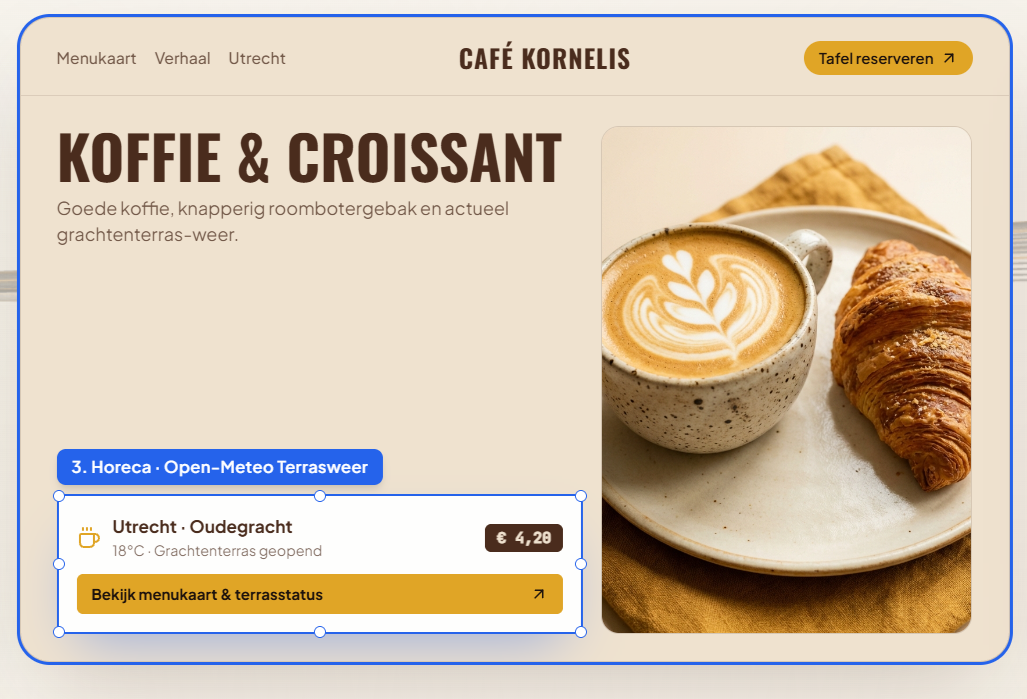 Menukaart Verhaal Utrecht
CAFÉ KORNELIS
Tafel reserveren
KOFFIE & CROISSANT
Goede koffie, knapperig roombotergebak en actueel
grachtenterras-weer.
3. Horeca · Open-Meteo Terrasweer
Utrecht · Oudegracht
18°C · Grachtenterras geopend
€ 4,20
Bekijk menukaart & terrasstatus